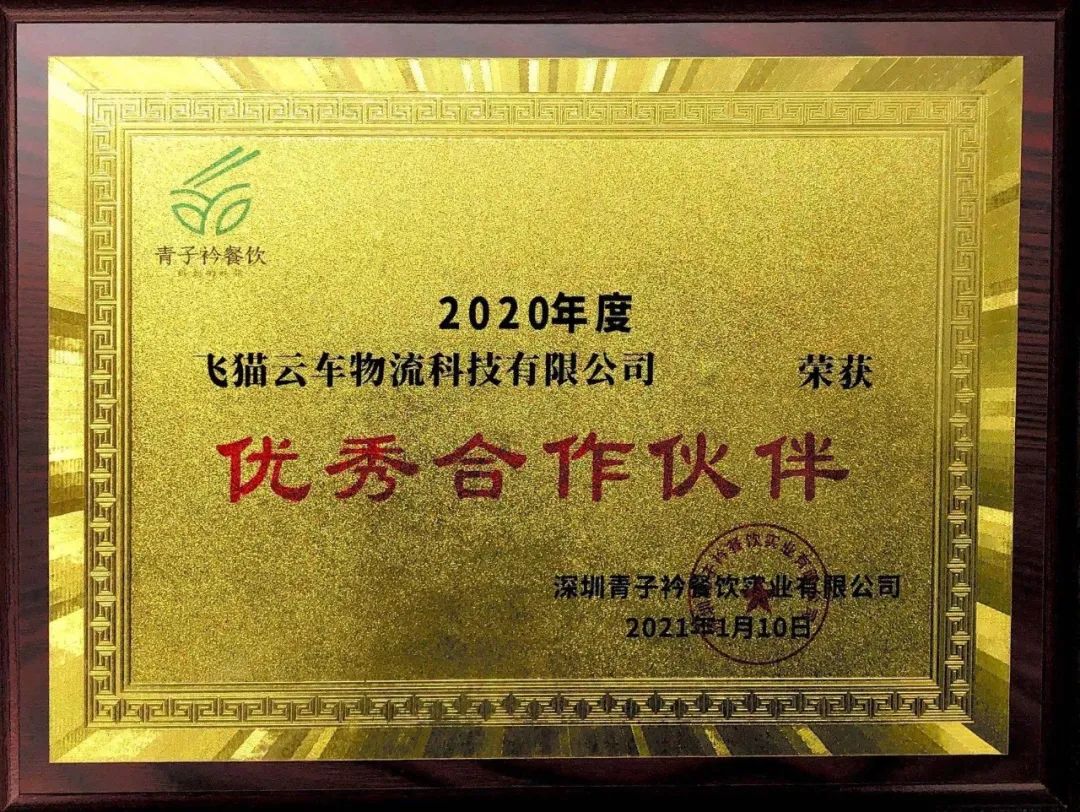 青子衿餐饮
2020年度
飞猫云车物流科技有限公司 荣获
优秀合作伙伴
深圳青子衿餐饮实业有限公司
2021年1月10日